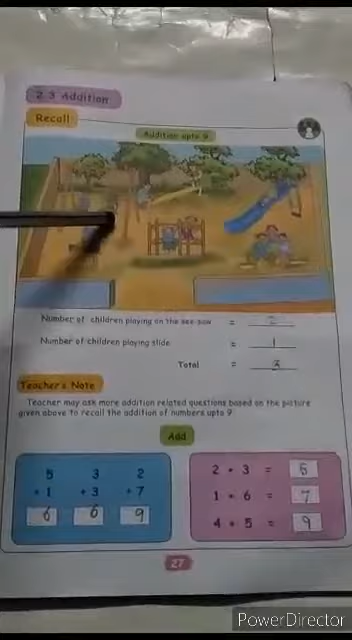 2.3 Addition
Recall
Addition upto 9
Number of children playing on the see-saw = 2
Number of children playing slide = 1
Total = 3
Teacher's Note
Teacher may ask more addition related questions based on the picture
given above to recall the addition of numbers upto 9
Add
5 3 2
+ 1 + 3 + 7
6 6 9
2 + 3 = 5
1 + 6 = 7
4 + 5 = 9
27
PowerDirector